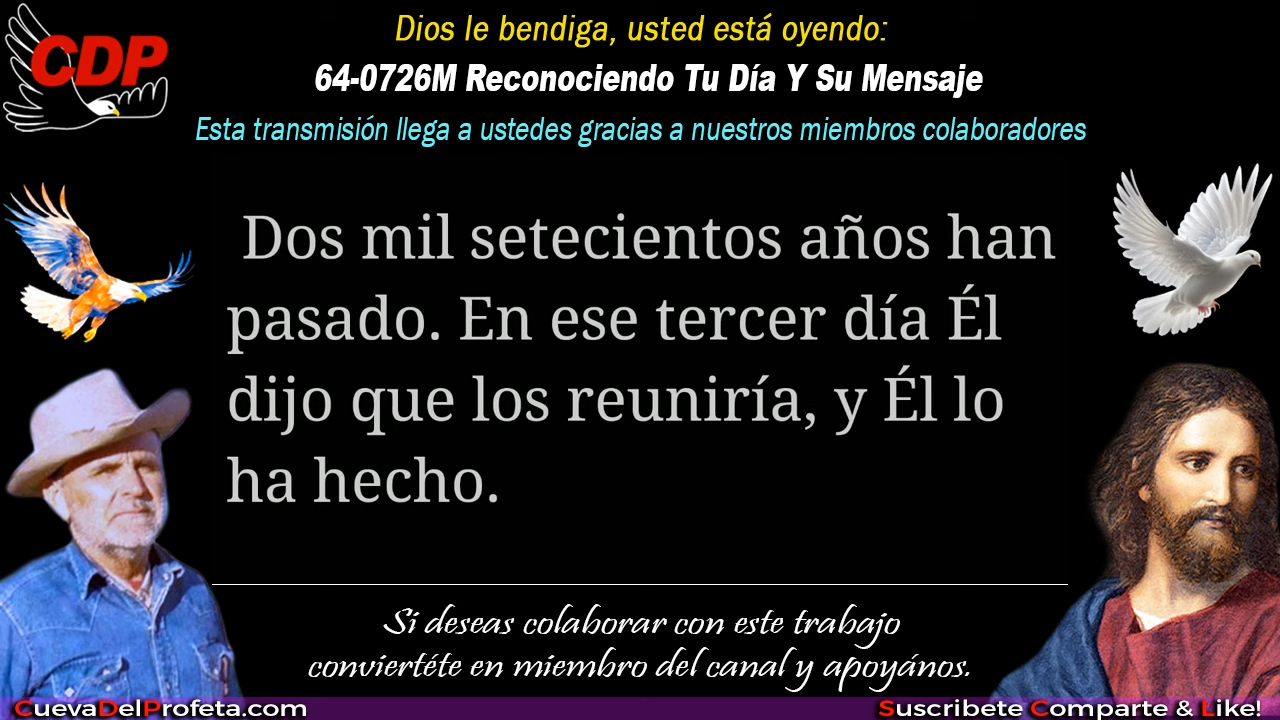 CDP
Dios le bendiga, usted está oyendo:
64-0726M Reconociendo Tu Día Y Su Mensaje
Esta transmisión llega a ustedes gracias a nuestros miembros colaboradores
Dos mil setecientos años han
pasado. En ese tercer día Él
dijo que los reuniría, y Él lo
ha hecho.
Si deseas colaborar con este trabajo
conviertéte en miembro del canal y apoyános.
CuevaDelProfeta.com
Suscribete Comparte & Like!